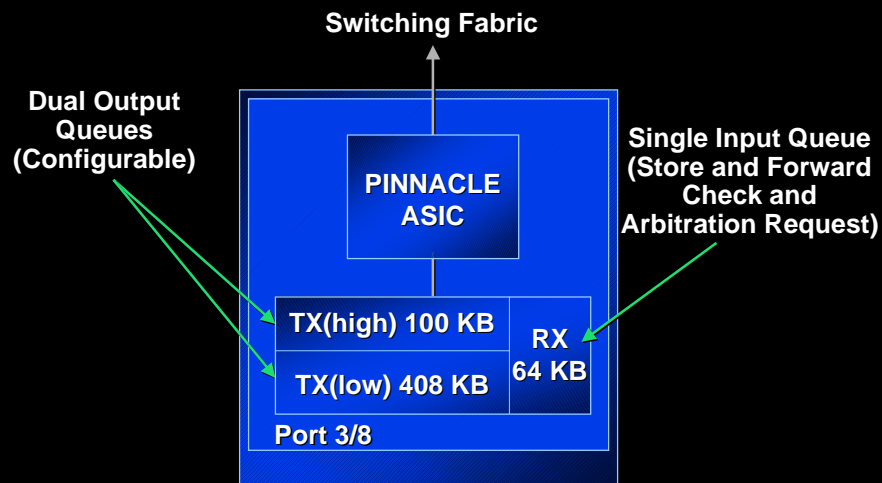 Switching Fabric
Dual Output
Queues
(Configurable)
Single Input Queue
(Store and Forward
Check and
Arbitration Request)
PINNACLE
ASIC
TX(high) 100 KB
TX(low) 408 KB
RX
64 KB
Port 3/8